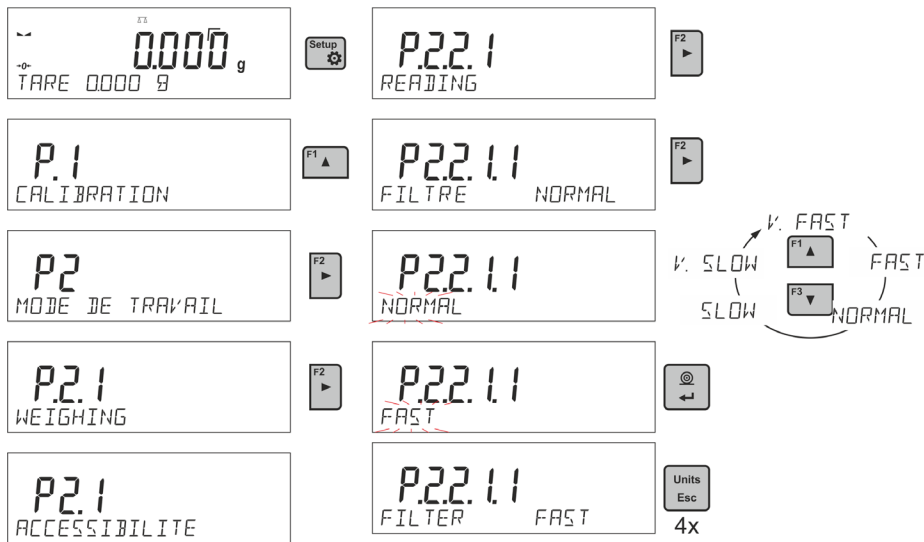 0.000 g
→0←
TARE 0.000 g
Setup
P.1
CALIBRATION
F1
P2
MODE DE TRAVAIL
F2
P.2.1
WEIGHING
F2
P2.1
ACCESSIBILITE
P.2.2.1
READING
F2
P.2.2.1.1
FILTRE NORMAL
F2
P.2.2.1.1
NORMAL
V. FAST
F1
V. SLOW
FAST
F3
SLOW
NORMAL
P.2.2.1.1
FAST
P.2.2.1.1
FILTER FAST
Units
Esc
4x